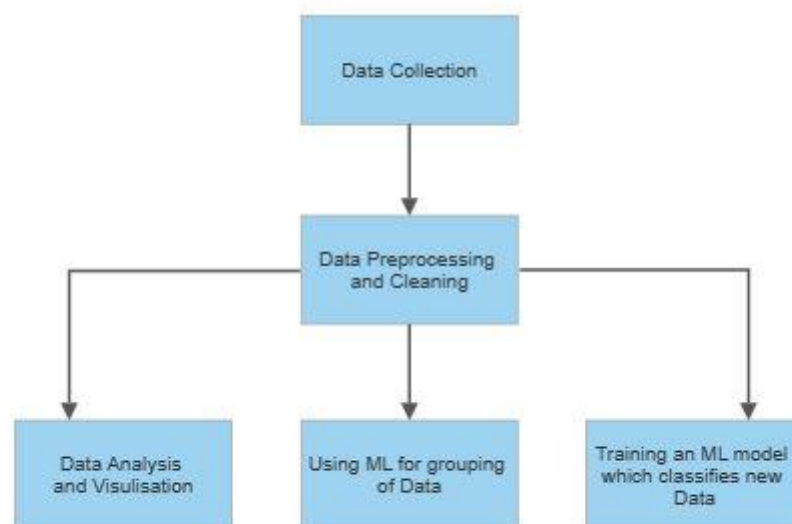 Data Collection
Data Preprocessing
and Cleaning
Data Analysis
and Visulisation
Using ML for grouping
of Data
Training an ML model
which classifies new
Data